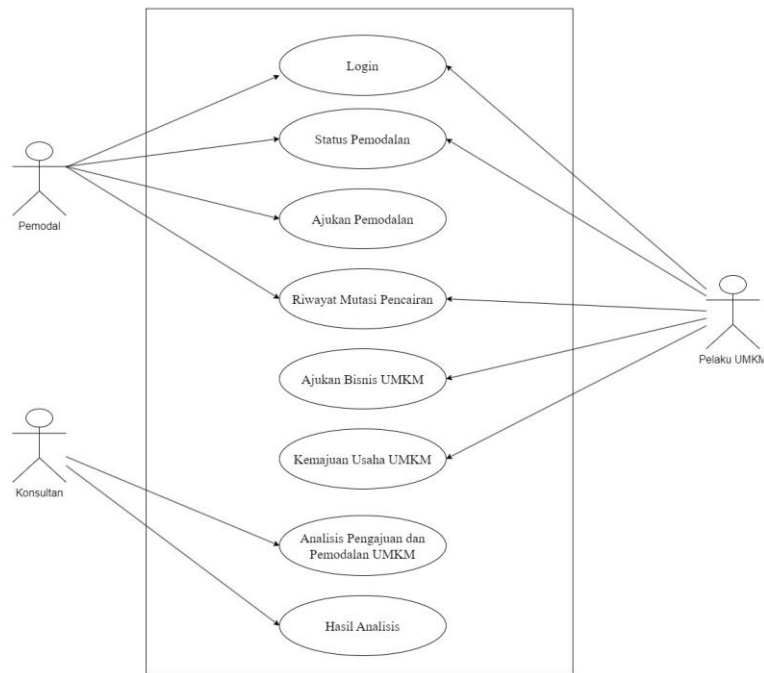 Login
Status Pemodalan
Pemodal
Ajukan Pemodalan
Riwayat Mutasi Pencairan
Pelaku UMKM
Ajukan Bisnis UMKM
Kemajuan Usaha UMKM
Konsultan
Analisis Pengajuan dan
Pemodalan UMKM
Hasil Analisis